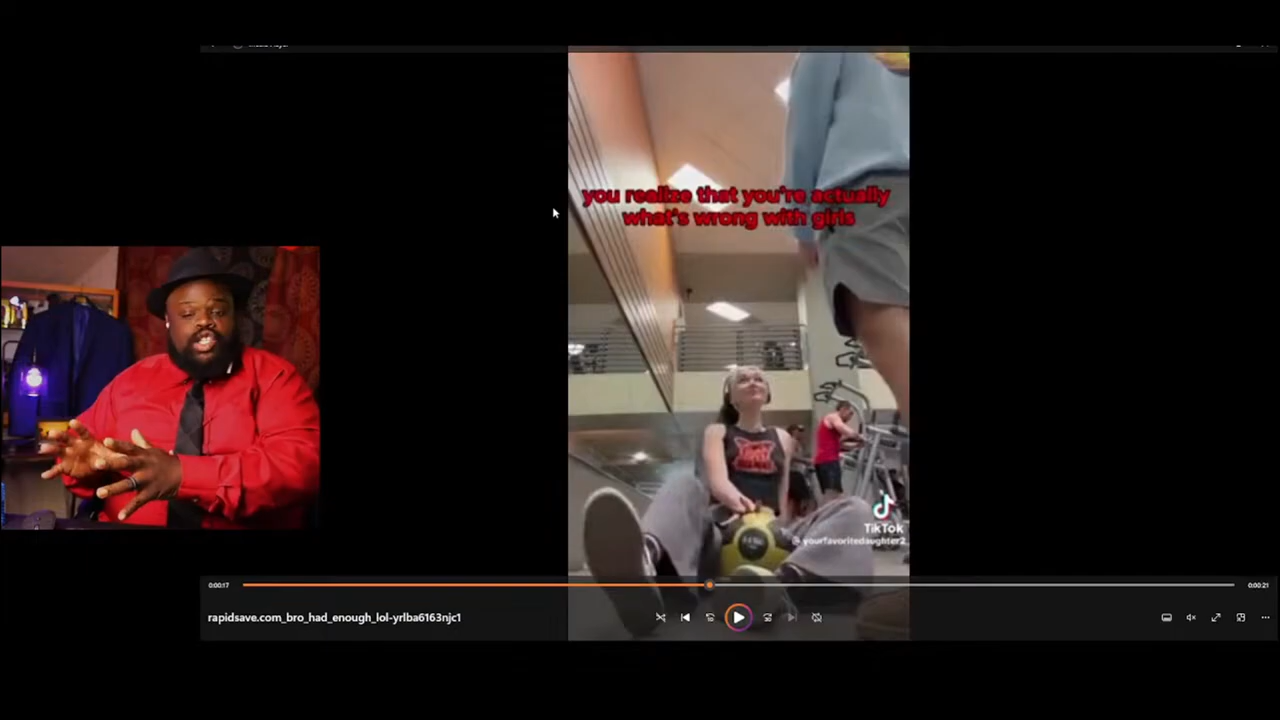 you realize that you're actually
what's wrong with girls
TikTok
yourfavoritedaughter2
0:00:17
0:00:21
rapidsave.com_bro_had_enough_lol-yrlba6163njc1